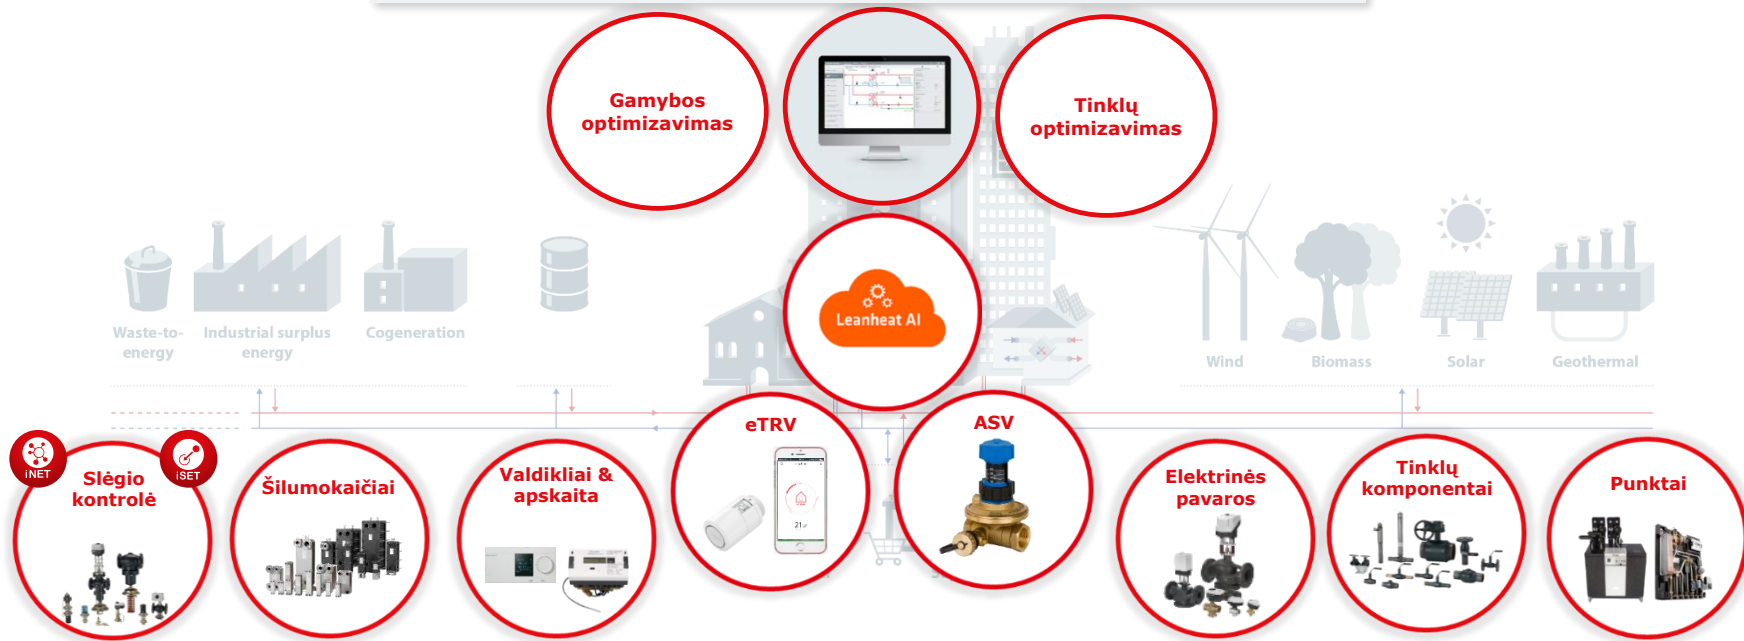 Gamybos
optimizavimas
Tinklų
optimizavimas
Leanheat AI
Waste-to-
energy
Industrial surplus
energy
Cogeneration
Wind
Biomass
Solar
Geothermal
iNET
iSET
Slėgio
kontrolė
Šilumokaičiai
Valdikliai &
apskaita
eTRV
ASV
Elektrinės
pavaros
Tinklų
komponentai
Punktai